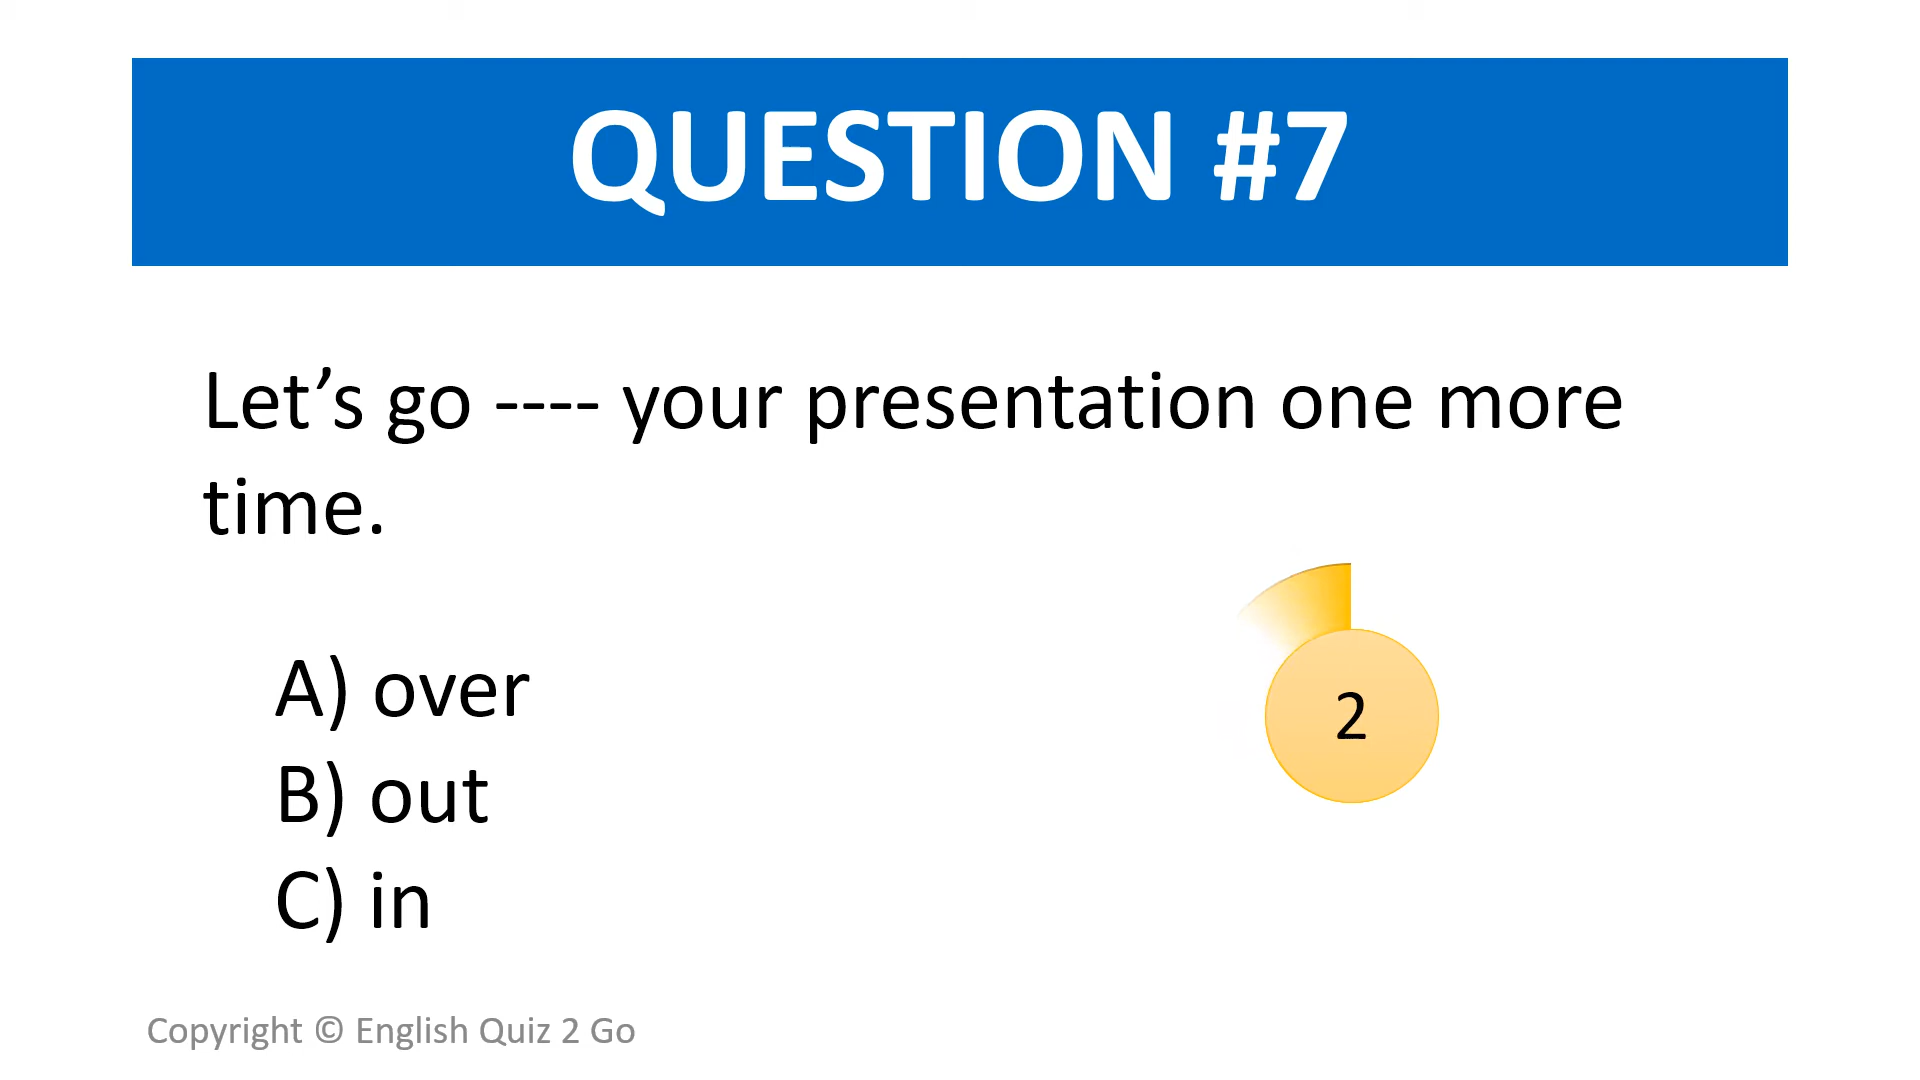 QUESTION #7
Let’s go ---- your presentation one more
time.
A) over
2
B) out
C) in
Copyright © English Quiz 2 Go